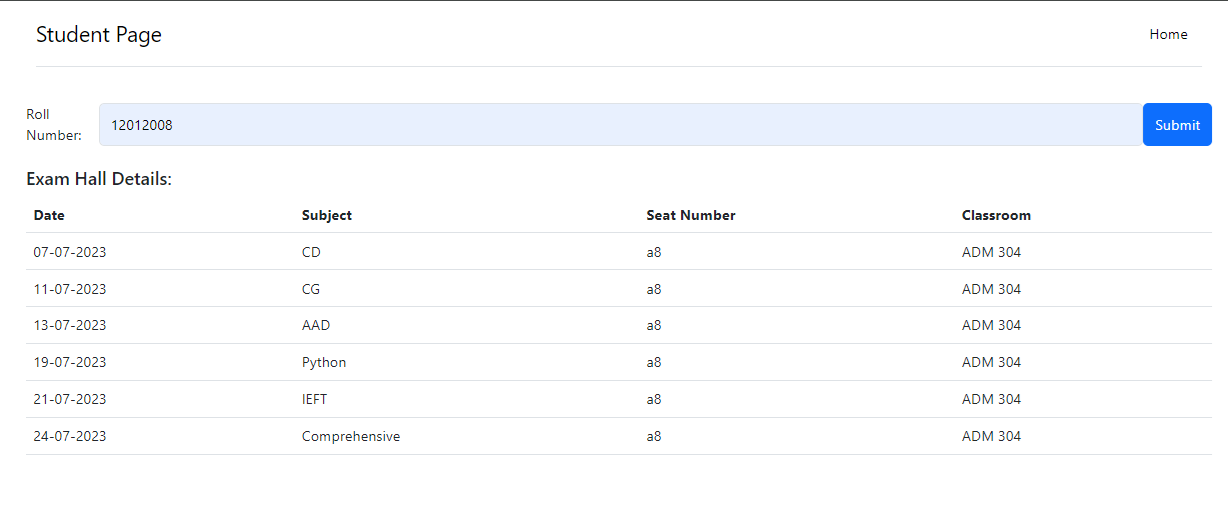 Student Page
Home
Roll
Number:
12012008
Submit
Exam Hall Details:
Date Subject Seat Number Classroom
07-07-2023 CD a8 ADM 304
11-07-2023 CG a8 ADM 304
13-07-2023 AAD a8 ADM 304
19-07-2023 Python a8 ADM 304
21-07-2023 IEFT a8 ADM 304
24-07-2023 Comprehensive a8 ADM 304